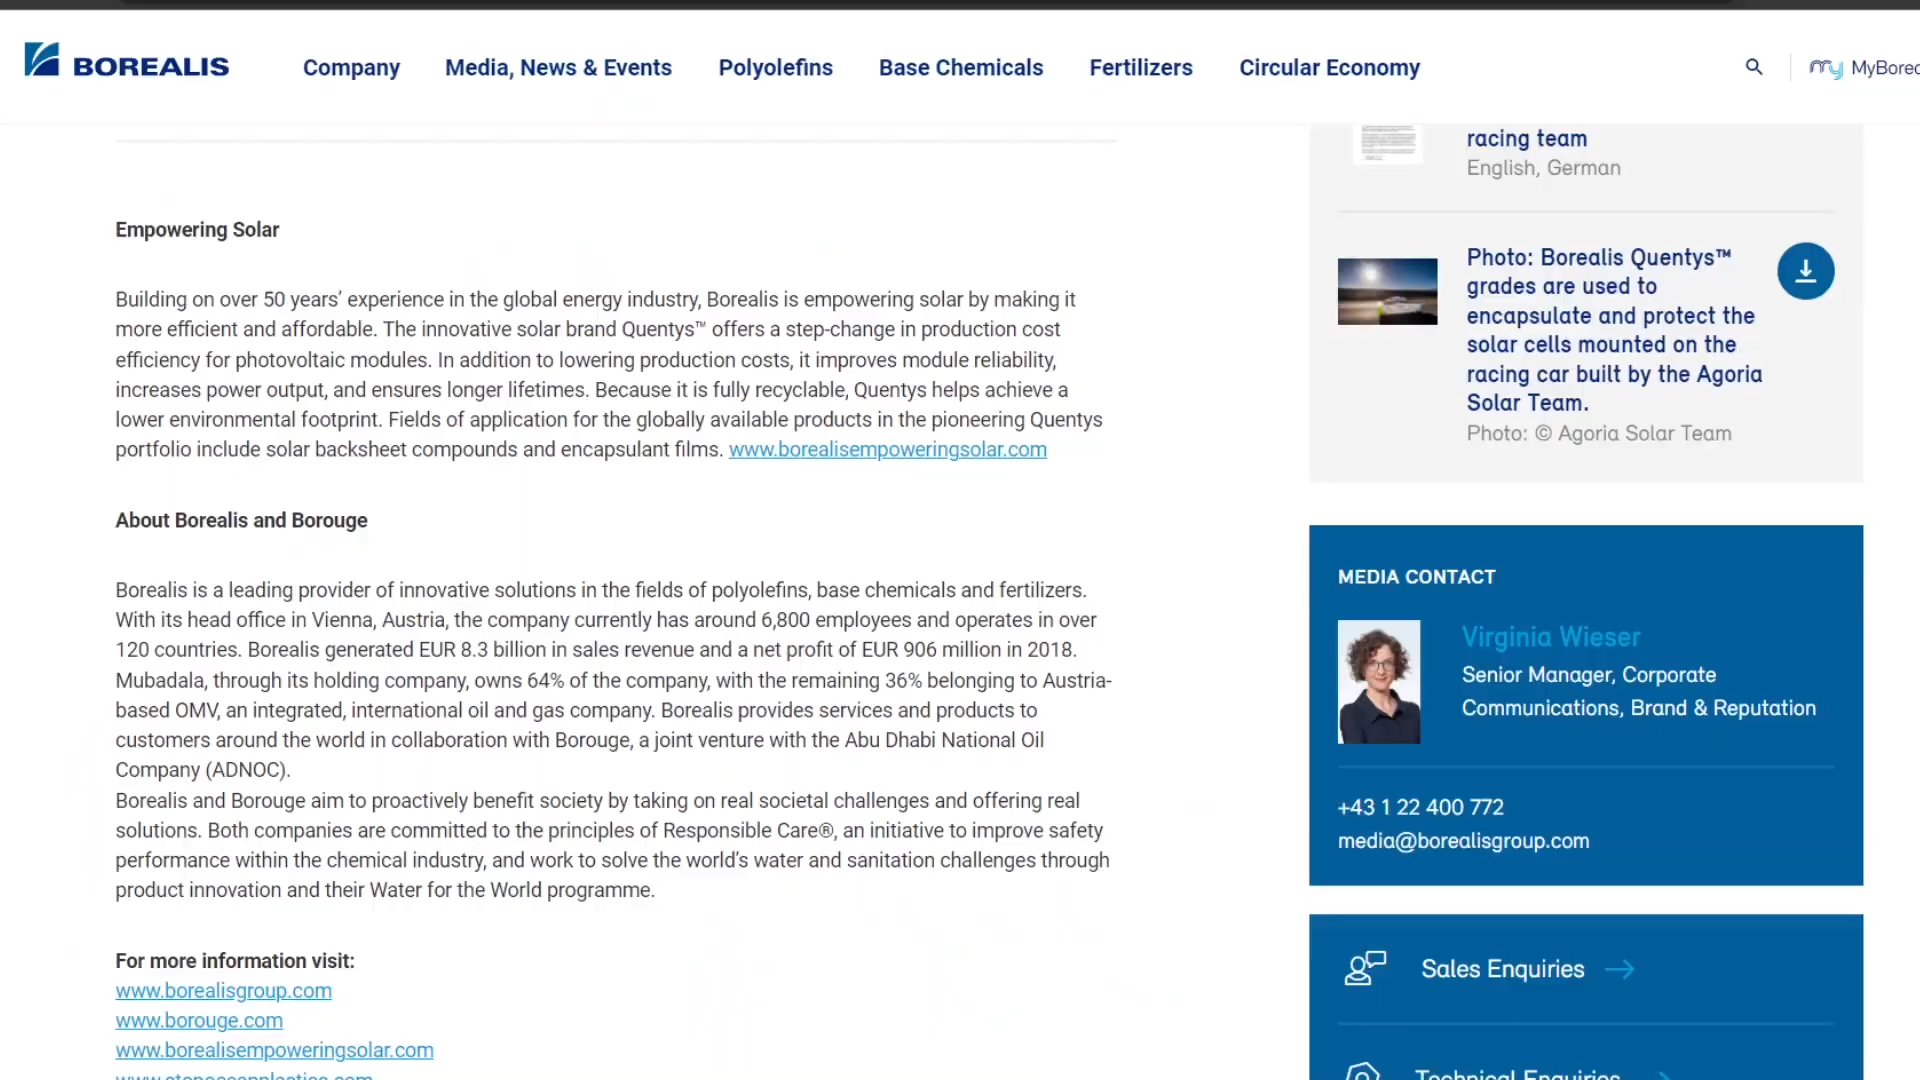 BOREALIS
Company
Media, News & Events
Polyolefins
Base Chemicals
Fertilizers
Circular Economy
my
Empowering Solar
Building on over 50 years’ experience in the global energy industry, Borealis is empowering solar by making it
more efficient and affordable. The innovative solar brand Quentys™ offers a step-change in production cost
efficiency for photovoltaic modules. In addition to lowering production costs, it improves module reliability,
increases power output, and ensures longer lifetimes. Because it is fully recyclable, Quentys helps achieve a
lower environmental footprint. Fields of application for the globally available products in the pioneering Quentys
portfolio include solar backsheet compounds and encapsulant films. www.borealisempoweringsolar.com
About Borealis and Borouge
Borealis is a leading provider of innovative solutions in the fields of polyolefins, base chemicals and fertilizers.
With its head office in Vienna, Austria, the company currently has around 6,800 employees and operates in over
120 countries. Borealis generated EUR 8.3 billion in sales revenue and a net profit of EUR 906 million in 2018.
Mubadala, through its holding company, owns 64% of the company, with the remaining 36% belonging to Austria-
based OMV, an integrated, international oil and gas company. Borealis provides services and products to
customers around the world in collaboration with Borouge, a joint venture with the Abu Dhabi National Oil
Company (ADNOC).
Borealis and Borouge aim to proactively benefit society by taking on real societal challenges and offering real
solutions. Both companies are committed to the principles of Responsible Care®, an initiative to improve safety
performance within the chemical industry, and work to solve the world’s water and sanitation challenges through
product innovation and their Water for the World programme.
For more information visit:
www.borealisgroup.com
www.borouge.com
www.borealisempoweringsolar.com
racing team
English, German
Photo: Borealis Quentys™
grades are used to
encapsulate and protect the
solar cells mounted on the
racing car built by the Agoria
Solar Team.
Photo: © Agoria Solar Team
MEDIA CONTACT
Virginia Wieser
Senior Manager, Corporate
Communications, Brand & Reputation
+43 1 22 400 772
media@borealisgroup.com
Sales Enquiries
Technical Enquiries